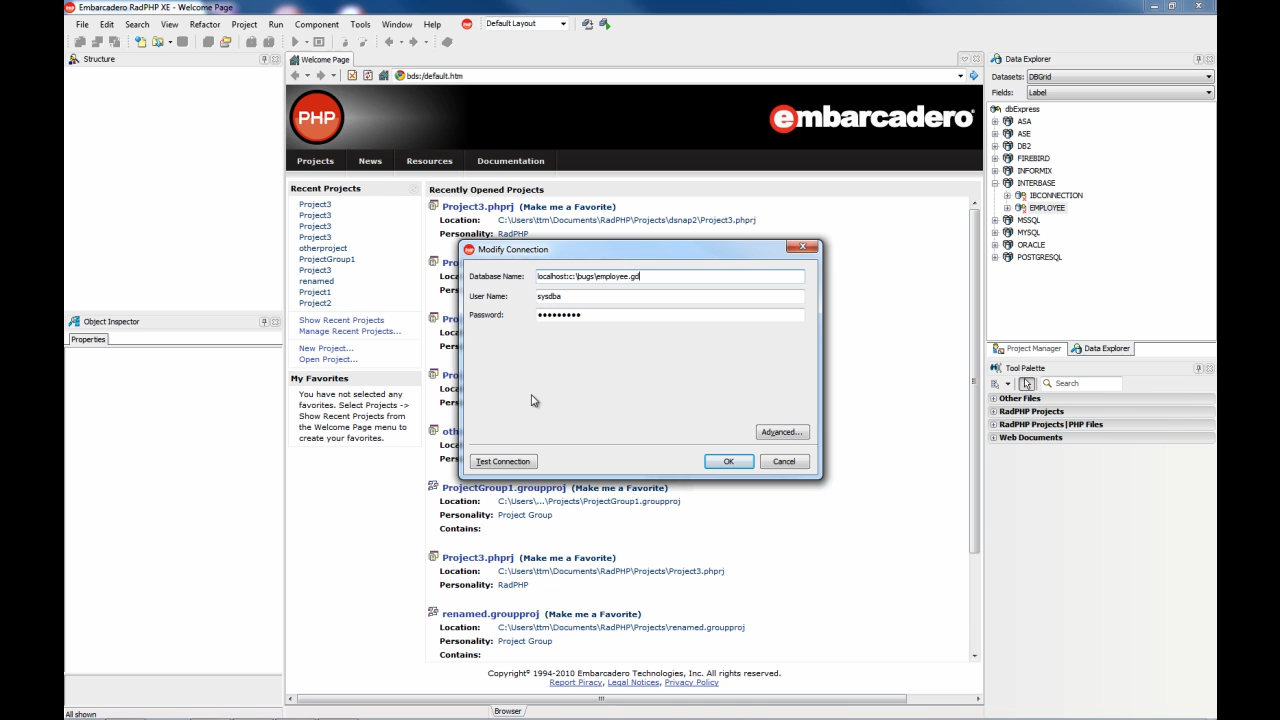 Embarcadero RadPHP XE - Welcome Page
File Edit Search View Refactor Project Run Component Tools Window Help PHP Default Layout
Structure
Welcome Page
bds:/default.htm
PHP
embarcadero
Projects News Resources Documentation
Recent Projects
Project3
Project3
Project3
Project3
otherproject
ProjectGroup1
Project3
renamed
Project1
Project2
Show Recent Projects
Manage Recent Projects...
New Project...
Open Project...
My Favorites
You have not selected any
favorites. Select Projects ->
Show Recent Projects from
the Welcome Page menu to
create your favorites.
Recently Opened Projects
Project3.phprj (Make me a Favorite)
Location: C:\Users\ttm\Documents\RadPHP\Projects\dsnap2\Project3.phprj
Personality: RadPHP
Modify Connection
Database Name: localhost:c:\bugs\employee.gd
User Name: sysdba
Password: •••••••••
Advanced...
Test Connection OK Cancel
ProjectGroup1.groupproj (Make me a Favorite)
Location: C:\Users\...\Projects\ProjectGroup1.groupproj
Personality: Project Group
Contains:
Project3.phprj (Make me a Favorite)
Location: C:\Users\ttm\Documents\RadPHP\Projects\Project3.phprj
Personality: RadPHP
renamed.groupproj (Make me a Favorite)
Location: C:\Users\ttm\Documents\RadPHP\Projects\renamed.groupproj
Personality: Project Group
Contains:
Copyright® 1994-2010 Embarcadero Technologies, Inc. All rights reserved.
Report Piracy, Legal Notices, Privacy Policy
Browser
Object Inspector
Properties
All shown
Data Explorer
Datasets: DBGrid
Fields: Label
dbExpress
ASA
ASE
DB2
FIREBIRD
INFORMIX
INTERBASE
IBCONNECTION
EMPLOYEE
MSSQL
MYSQL
ORACLE
POSTGRESQL
Project Manager Data Explorer
Tool Palette
Search
Other Files
RadPHP Projects
RadPHP Projects|PHP Files
Web Documents